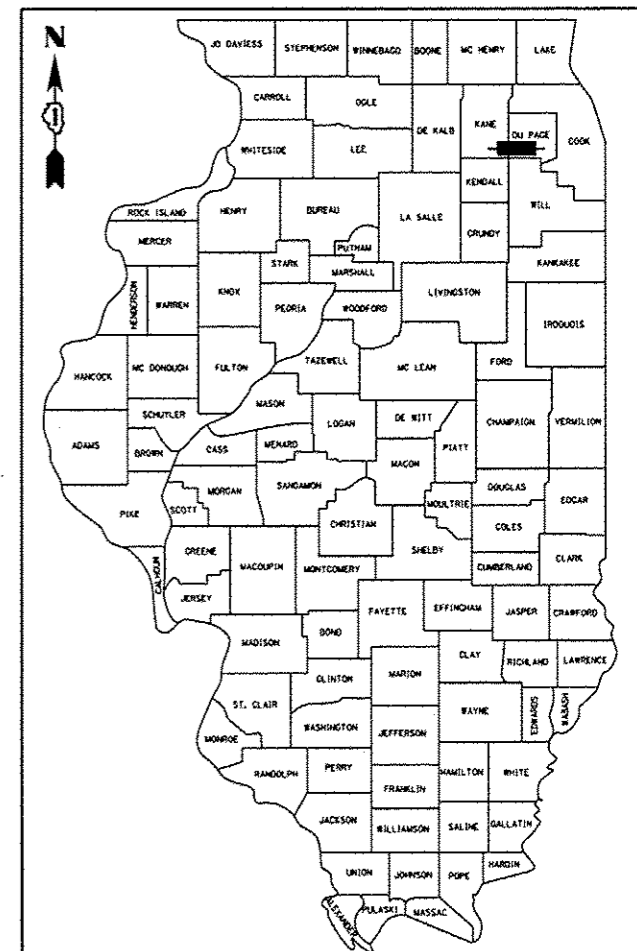 N
JO DAVIESS STEPHENSON WINNEBAGO BOONE MC HENRY LAKE
CARROLL OGLE DE KALB KANE DU PAGE COOK
WHITESIDE LEE KENDALL WILL
ROCK ISLAND HENRY BUREAU LA SALLE GRUNDY
MERCER PUTNAM KANKAKEE
HENDERSON WARREN KNOX STARK MARSHALL LIVINGSTON
PEORIA WOODFORD IROQUOIS
HANCOCK MC DONOUGH FULTON TAZEWELL MC LEAN FORD
SCHUYLER MASON LOGAN DE WITT CHAMPAIGN VERMILION
ADAMS BROWN CASS MENARD MACON PIATT
PIKE SCOTT MORGAN SANGAMON MOULTRIE DOUGLAS EDGAR
CHRISTIAN COLES
CALHOUN GREENE MACOUPIN MONTGOMERY SHELBY CUMBERLAND CLARK
JERSEY FAYETTE EFFINGHAM JASPER CRAWFORD
MADISON BOND CLAY RICHLAND LAWRENCE
CLINTON MARION
ST. CLAIR WASHINGTON WAYNE EDWARDS WABASH
MONROE JEFFERSON
RANDOLPH PERRY HAMILTON WHITE
FRANKLIN
JACKSON WILLIAMSON SALINE GALLATIN
UNION JOHNSON POPE HARDIN
ALEXANDER PULASKI MASSAC